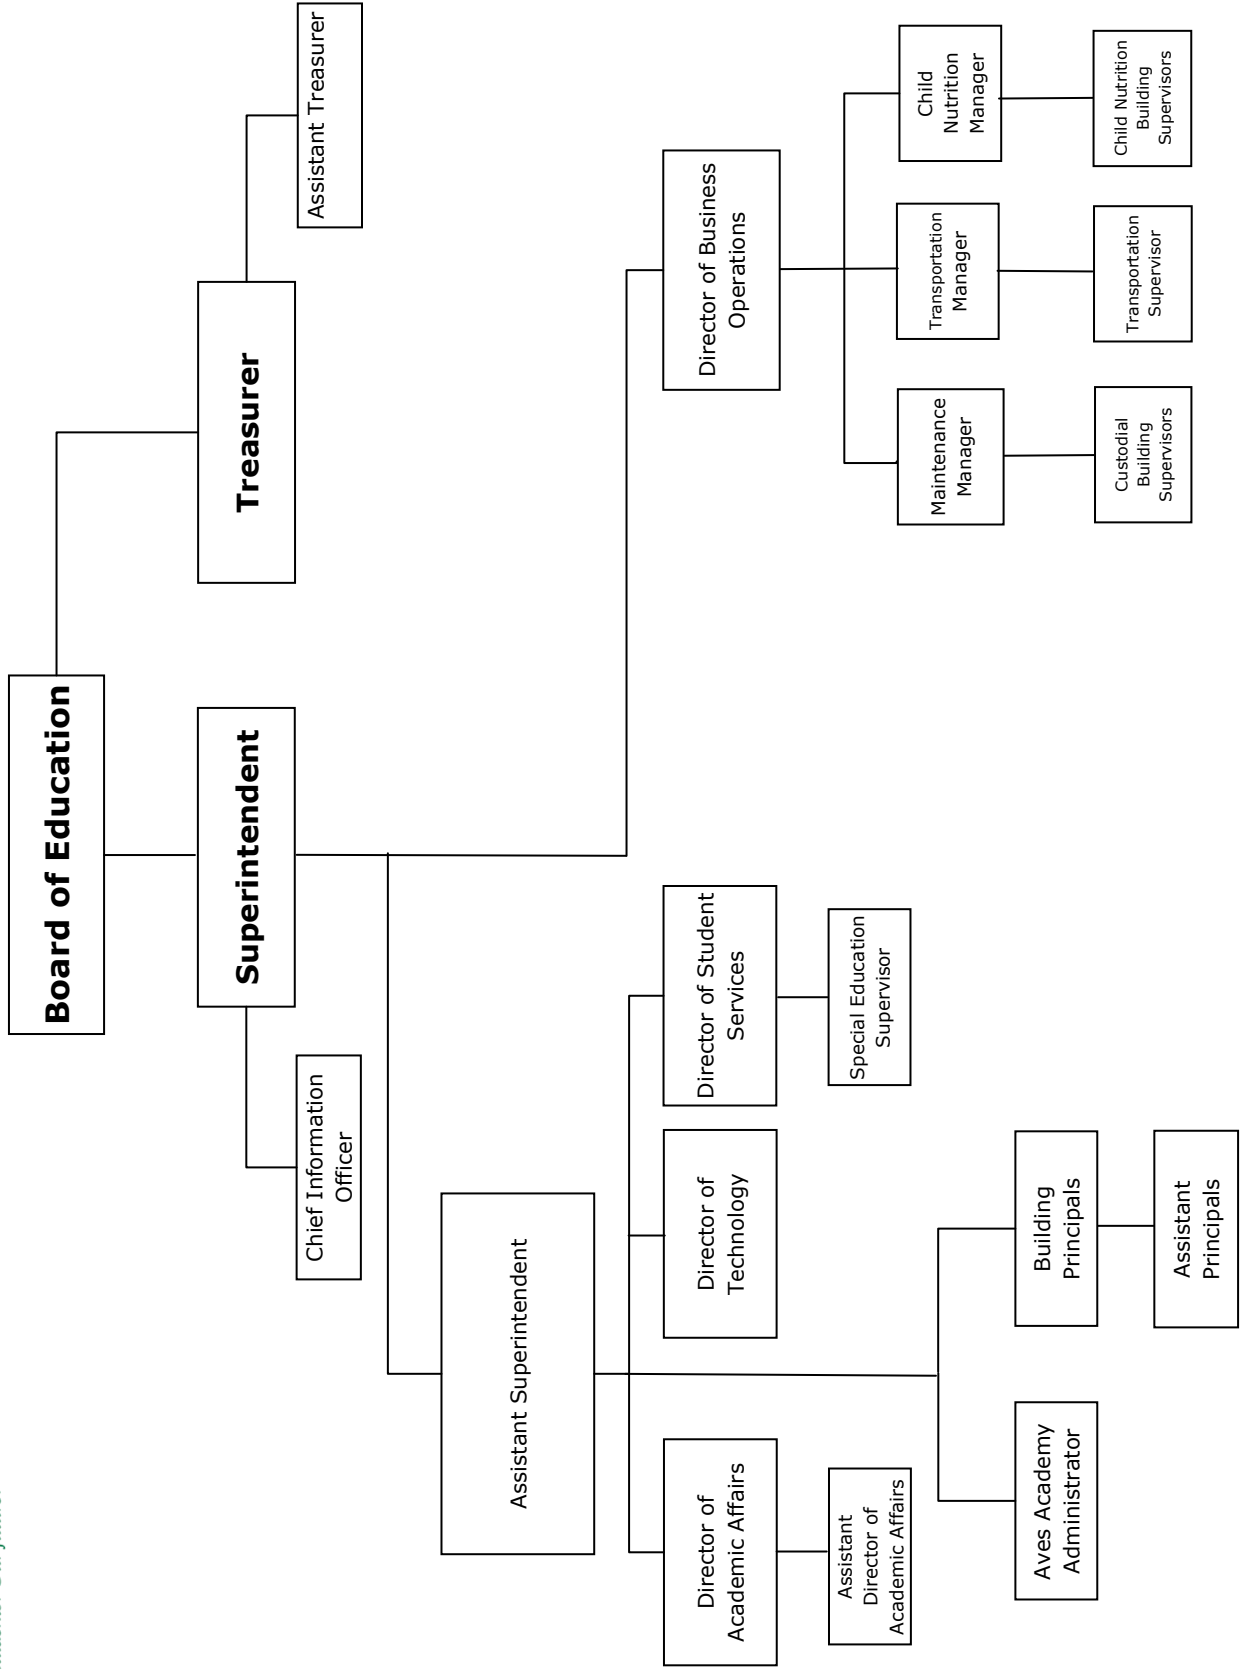 Board of Education
Superintendent
Treasurer
Chief Information
Officer
Assistant Treasurer
Assistant Superintendent
Director of
Academic Affairs
Director of
Technology
Director of Student
Services
Director of Business
Operations
Assistant
Director of
Academic Affairs
Special Education
Supervisor
Maintenance
Manager
Transportation
Manager
Child
Nutrition
Manager
Aves Academy
Administrator
Building
Principals
Custodial
Building
Supervisors
Transportation
Supervisor
Child Nutrition
Building
Supervisors
Assistant
Principals